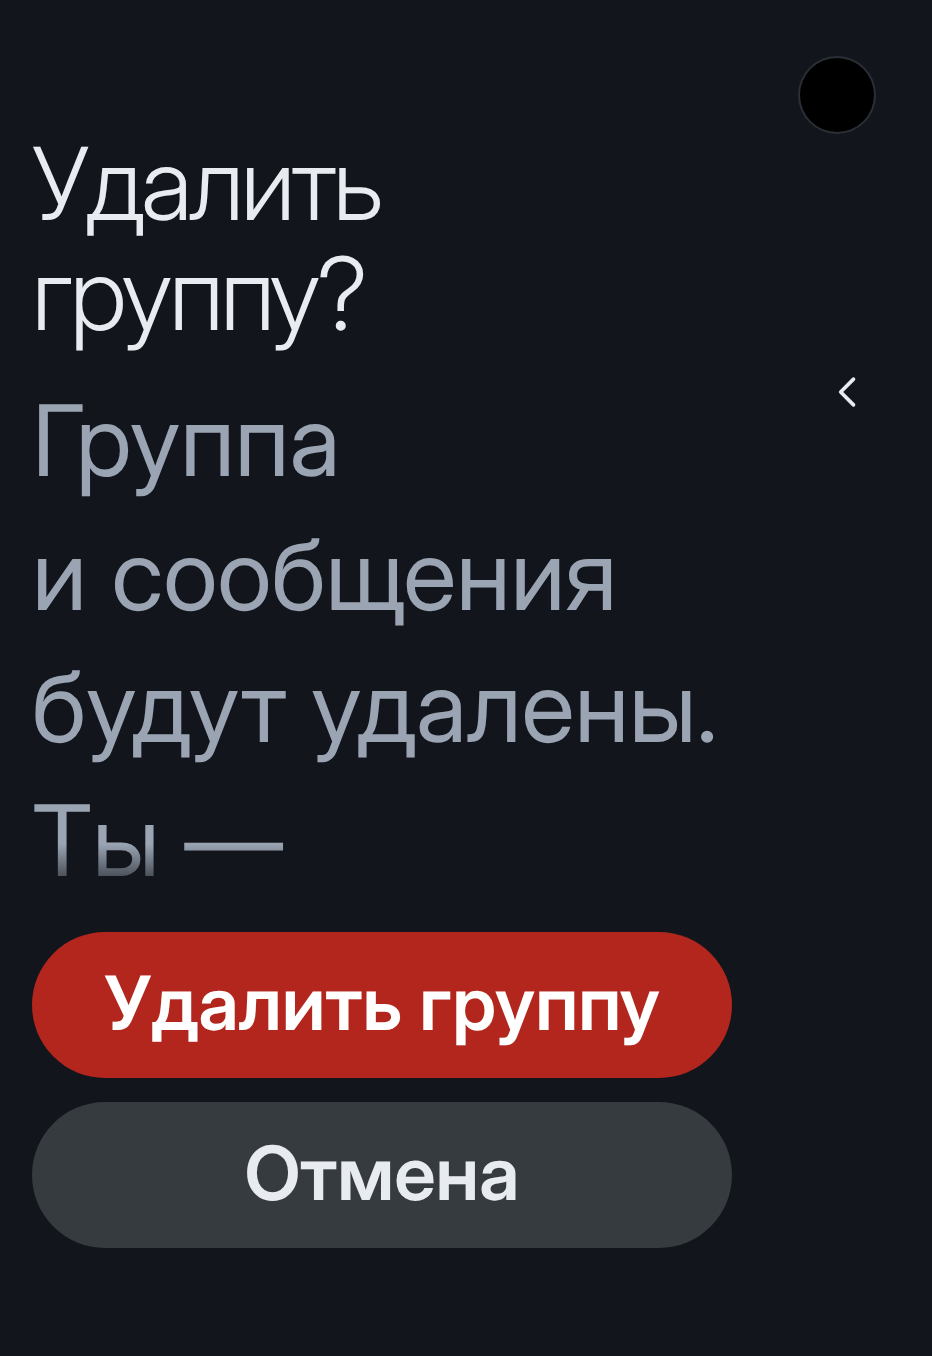 Удалить
группу?
Группа
и сообщения
будут удалены.
Ты —
Удалить группу
Отмена